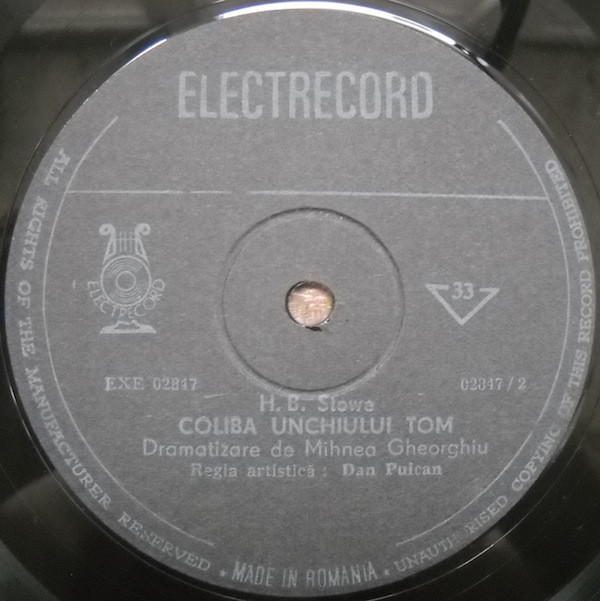 ELECTRECORD
ELECTRECORD
33
EXE 02847
02847/2
H. B. Stowe
COLIBA UNCHIULUI TOM
Dramatizare de Mihnea Gheorghiu
Regia artistică : Dan Puican
ALL RIGHTS OF THE MANUFACTURER RESERVED • MADE IN ROMANIA • UNAUTHORISED COPYING OF THIS RECORD PROHIBITED